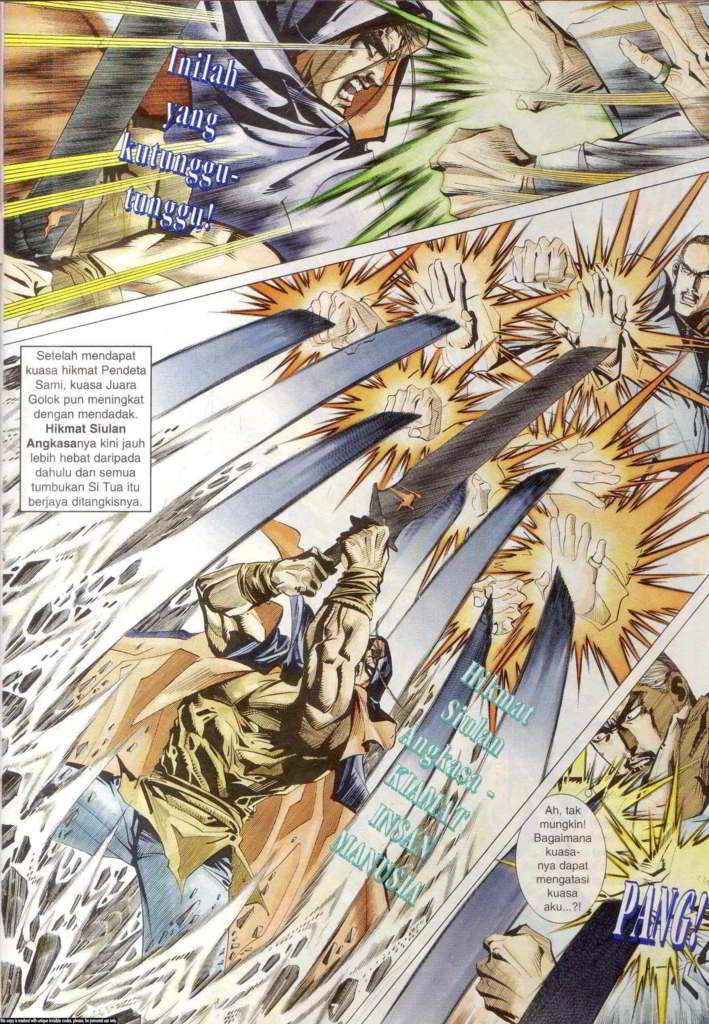 Inilah
yang
kutunggu-
tunggu!
Setelah mendapat
kuasa hikmat Pendeta
Sami, kuasa Juara
Golok pun meningkat
dengan mendadak.
Hikmat Siulan
Angkasanya kini jauh
lebih hebat daripada
dahulu dan semua
tumbukan Si Tua itu
berjaya ditangkisnya.
Hikmat
Siulan
Angkasa -
KIAMAT
INSAN
MANUSIA
Ah, tak
mungkin!
Bagaimana
kuasa-
nya dapat
mengatasi
kuasa
aku...?!
PANG!
7